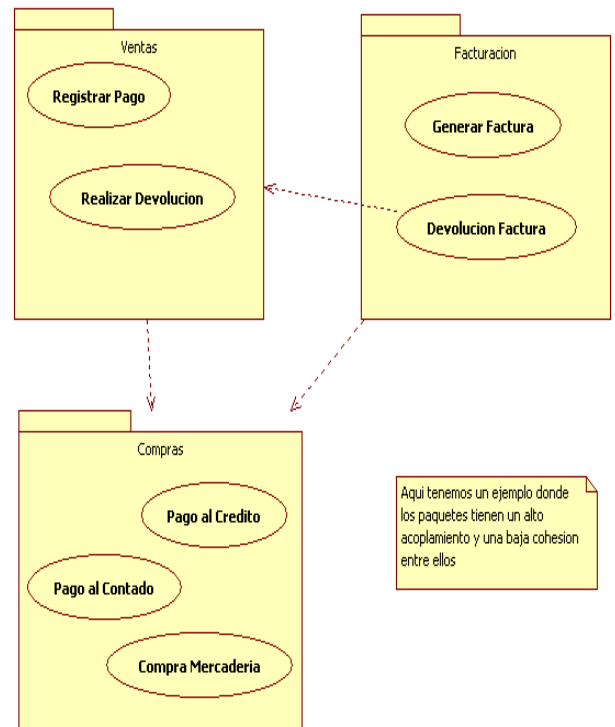 Ventas
Registrar Pago
Realizar Devolucion
Facturacion
Generar Factura
Devolucion Factura
Compras
Pago al Credito
Pago al Contado
Compra Mercaderia
Aqui tenemos un ejemplo donde
los paquetes tienen un alto
acoplamiento y una baja cohesion
entre ellos